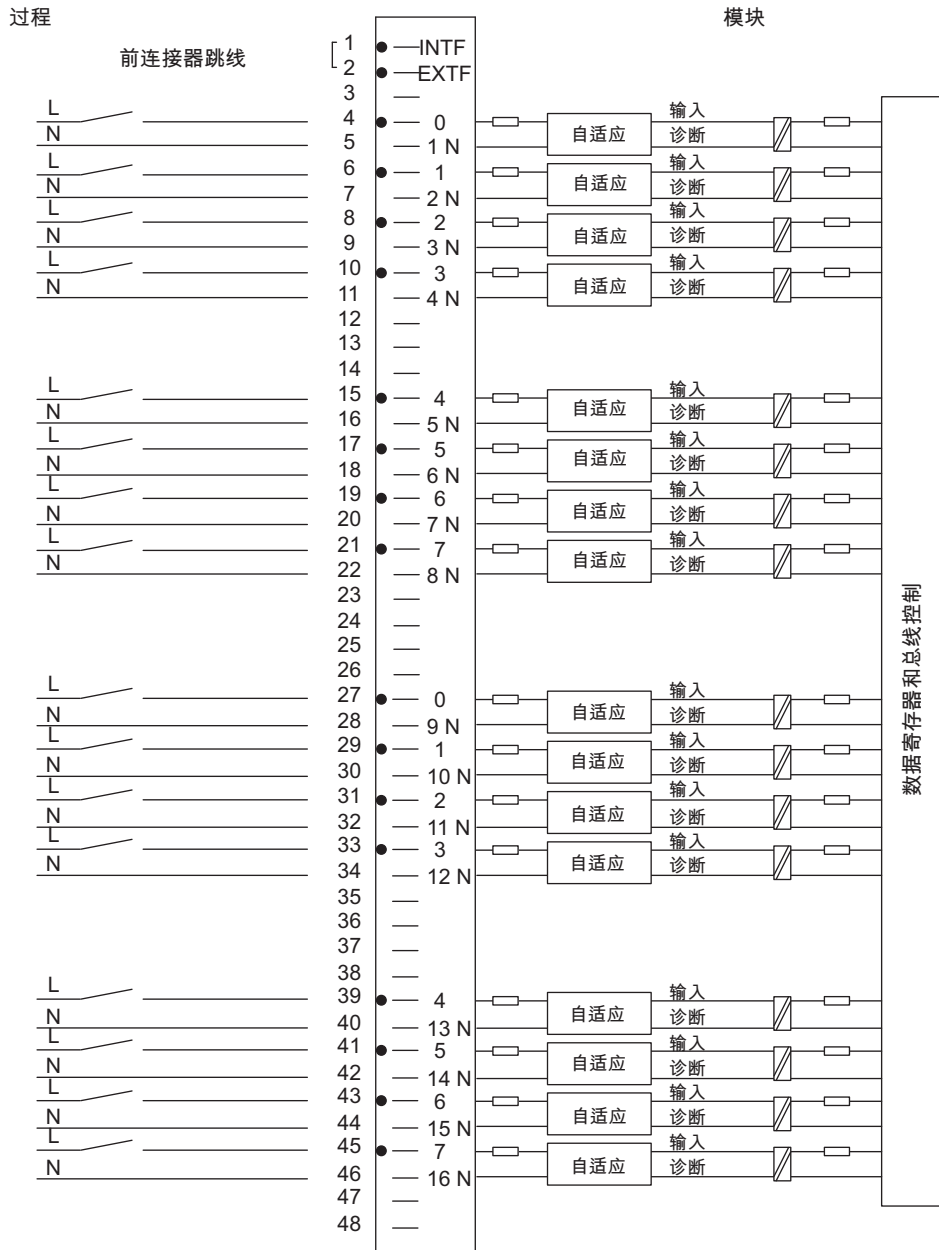 过程 模块
前连接器跳线
1 INTF
2 EXTF
3
L 4 0 输入
N 5 1 N 自适应 诊断
L 6 1 输入
N 7 2 N 自适应 诊断
L 8 2 输入
N 9 3 N 自适应 诊断
L 10 3 输入
N 11 4 N 自适应 诊断
12
13
14
L 15 4 输入
N 16 5 N 自适应 诊断
L 17 5 输入
N 18 6 N 自适应 诊断
L 19 6 输入
N 20 7 N 自适应 诊断
L 21 7 输入
N 22 8 N 自适应 诊断
23
24
25
26
L 27 0 输入
N 28 9 N 自适应 诊断
L 29 1 输入
N 30 10 N 自适应 诊断
L 31 2 输入
N 32 11 N 自适应 诊断
L 33 3 输入
N 34 12 N 自适应 诊断
35
36
37
38
L 39 4 输入
N 40 13 N 自适应 诊断
L 41 5 输入
N 42 14 N 自适应 诊断
L 43 6 输入
N 44 15 N 自适应 诊断
L 45 7 输入
N 46 16 N 自适应 诊断
47
48
数据寄存器和总线控制